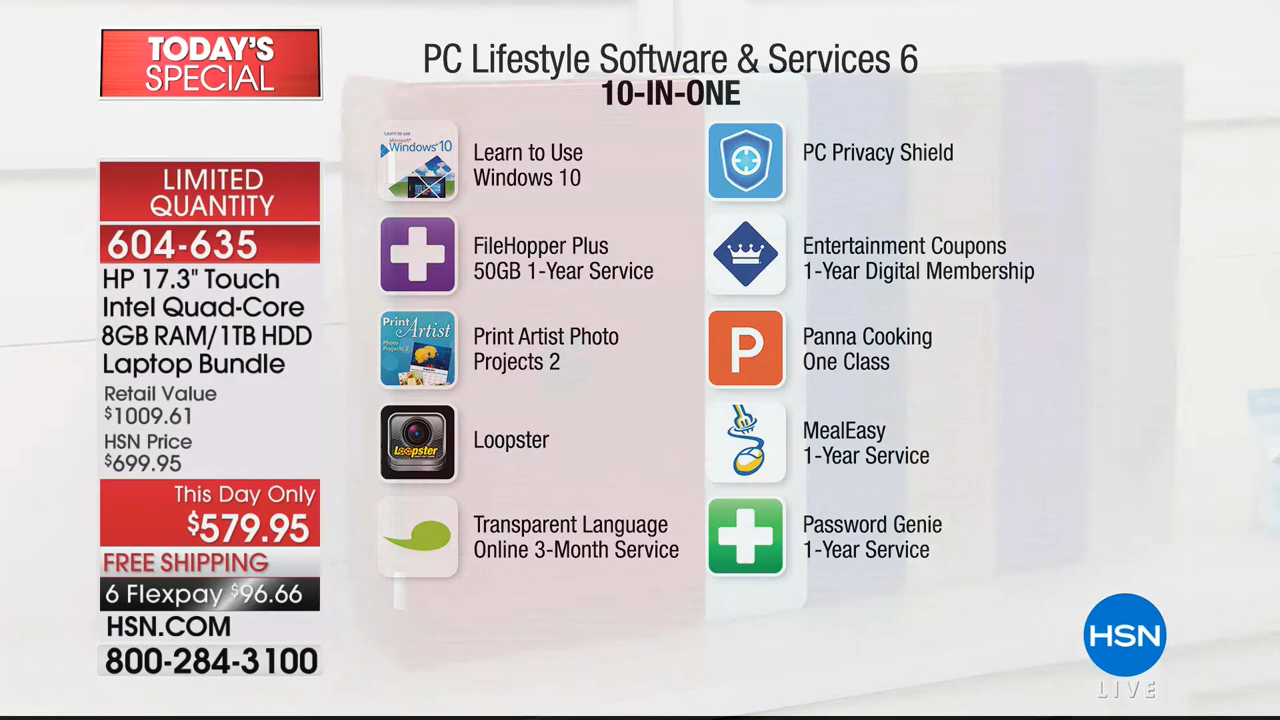 TODAY'S
SPECIAL
LIMITED
QUANTITY
604-635
HP 17.3" Touch
Intel Quad-Core
8GB RAM/1TB HDD
Laptop Bundle
Retail Value
$1009.61
HSN Price
$699.95
This Day Only
$579.95
FREE SHIPPING
6 Flexpay $96.66
HSN.COM
800-284-3100
PC Lifestyle Software & Services 6
10-IN-ONE
Learn to use
Microsoft
Windows 10
Learn to Use
Windows 10
FileHopper Plus
50GB 1-Year Service
Print
Artist
Photo
Projects 2
Print Artist Photo
Projects 2
Loopster
Loopster
Transparent Language
Online 3-Month Service
PC Privacy Shield
Entertainment Coupons
1-Year Digital Membership
P
Panna Cooking
One Class
MealEasy
1-Year Service
Password Genie
1-Year Service
HSN
LIVE